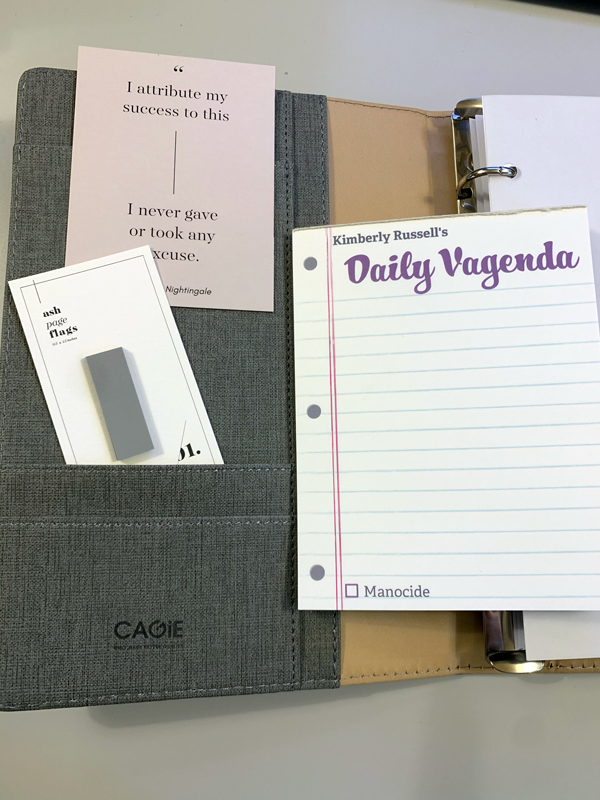 “
I attribute my
success to this
I never gave
or took any
xcuse.
Nightingale
ash
page
flags
01.
CAGIE
Kimberly Russell's
Daily Vagenda
Manocide